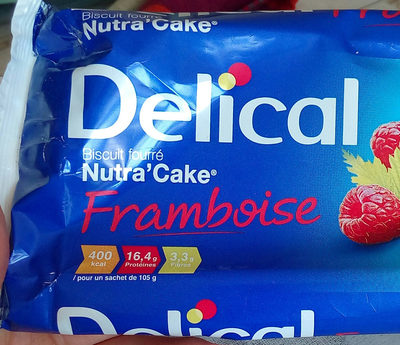 Biscuit fourré
Nutra'Cake®
Delical
Biscuit fourré
Nutra'Cake®
Framboise
400 kcal
16,4g Protéines
3,3g Fibres
/ pour un sachet de 105 g
Delical